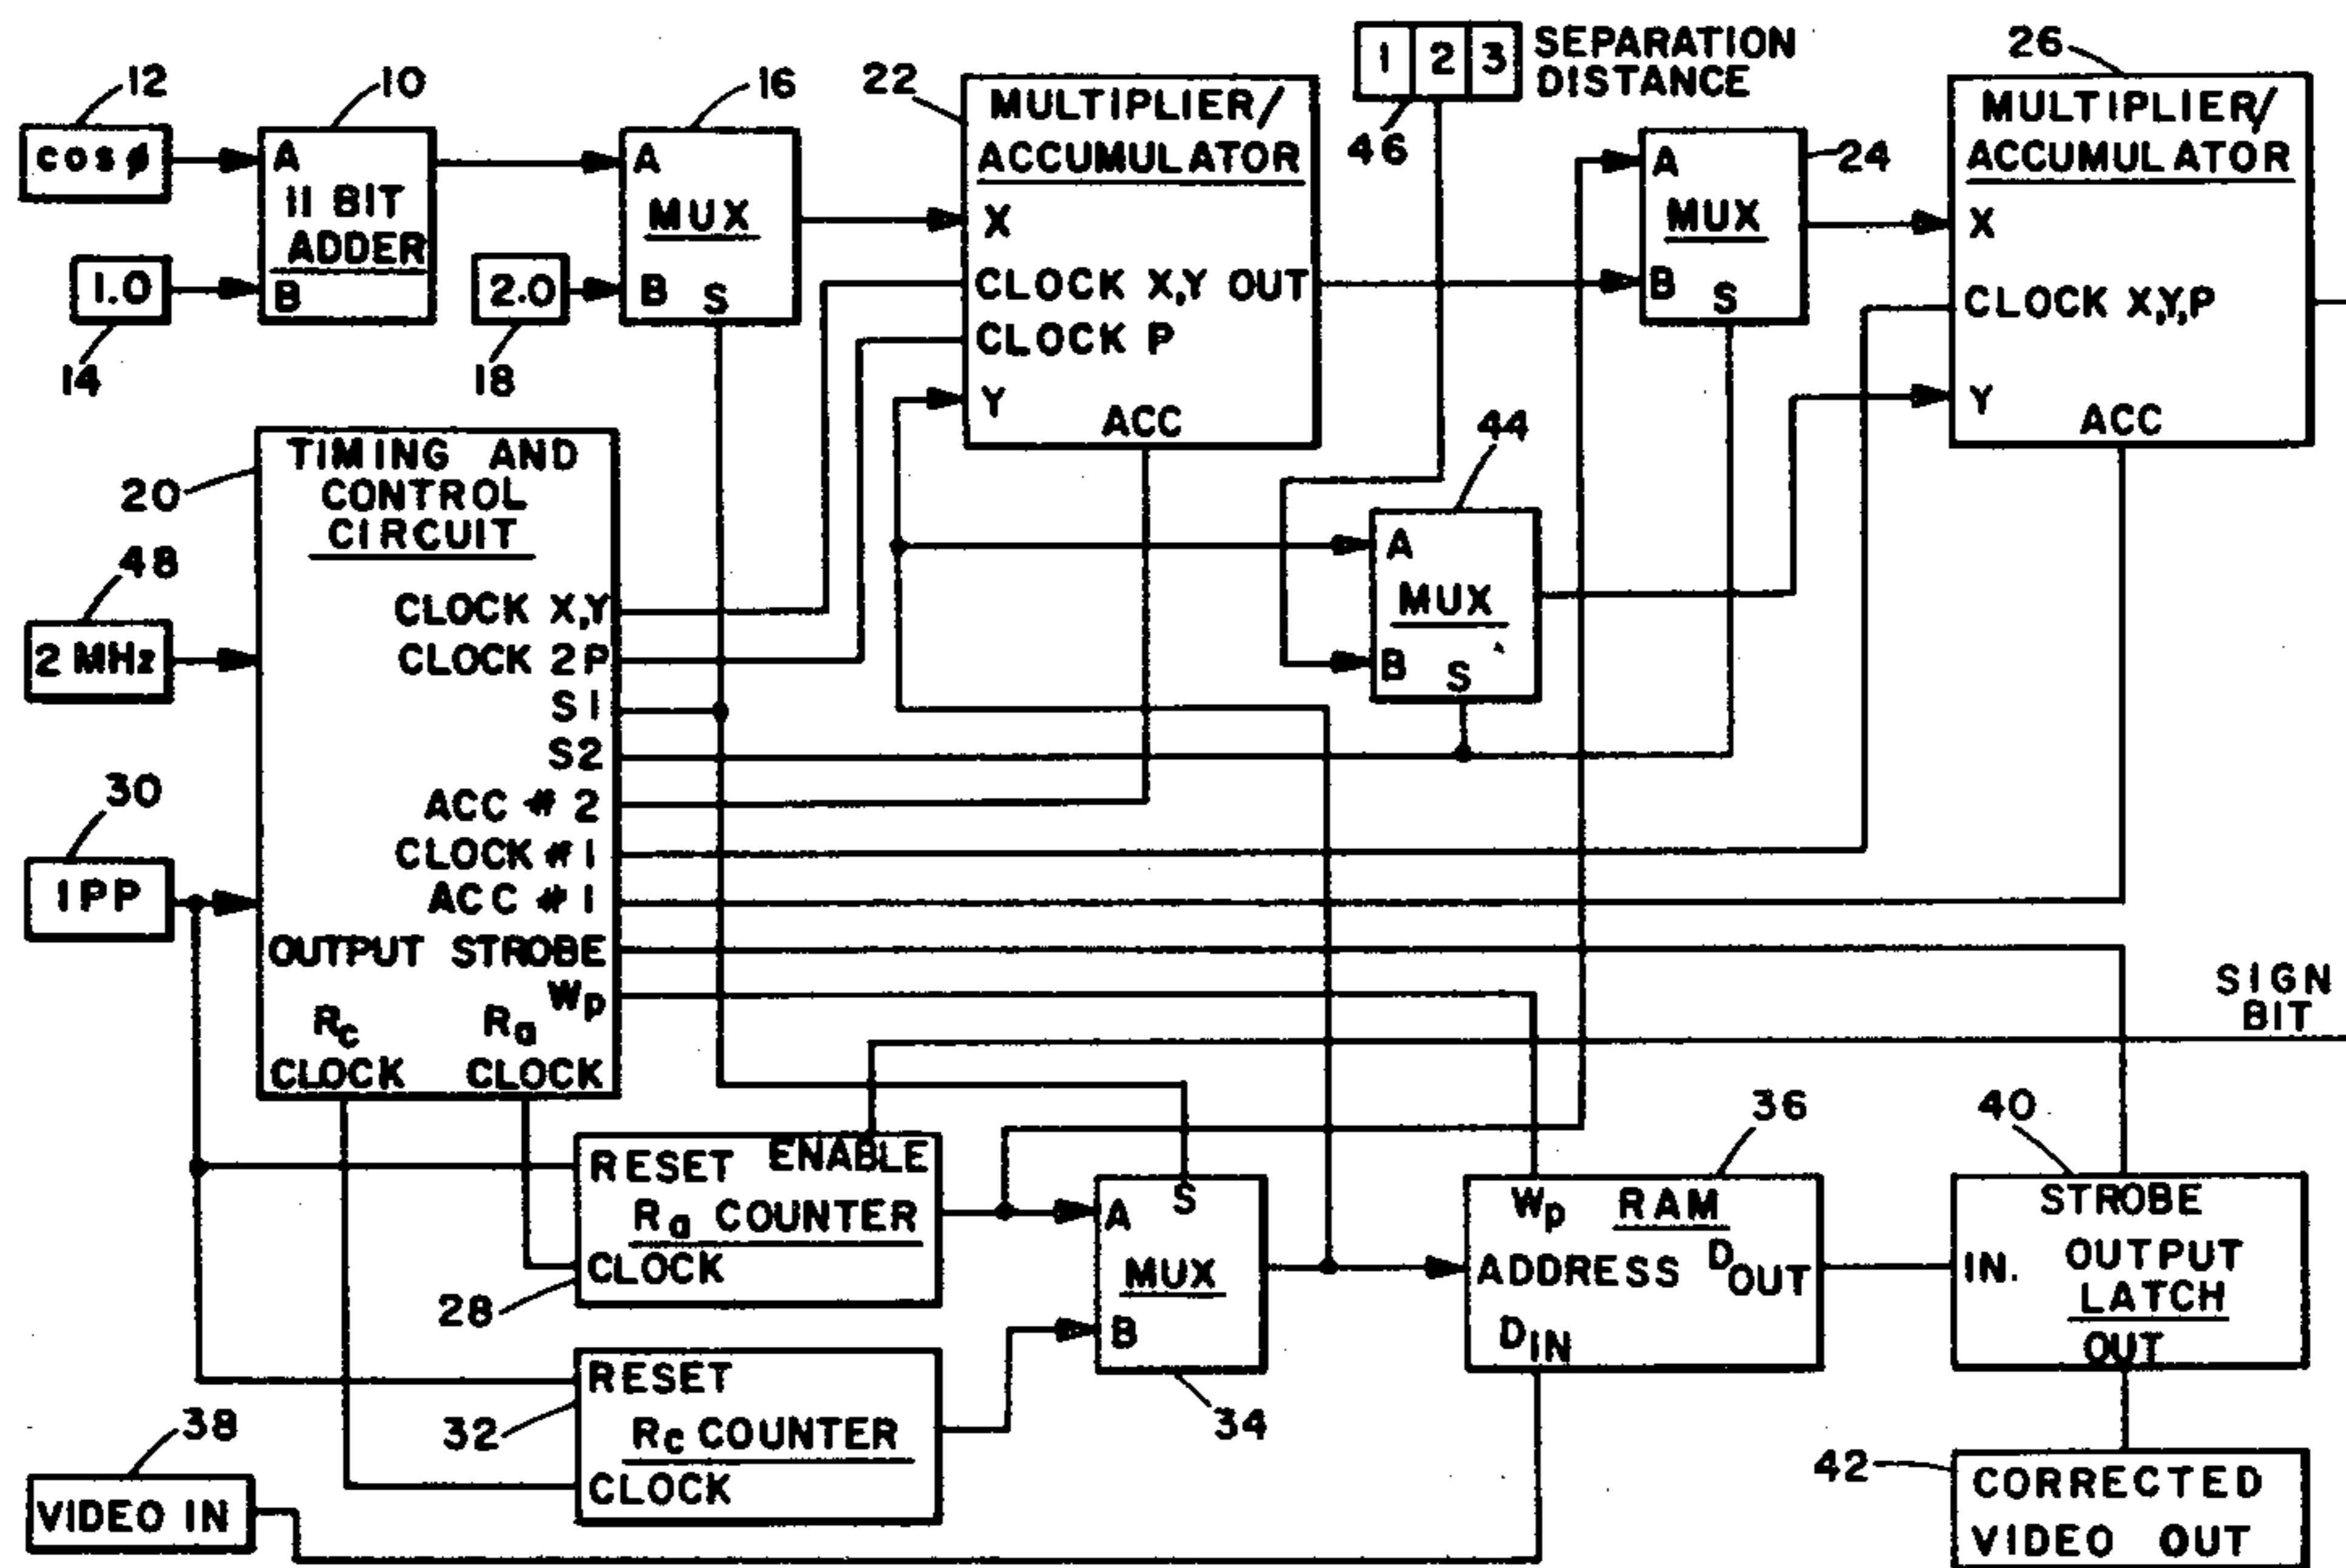 12
10
16
22
1 2 3
SEPARATION
DISTANCE
46
26
cos ø
A
11 BIT
ADDER
B
1.0
14
A
MUX
B S
2.0
18
MULTIPLIER/
ACCUMULATOR
X
CLOCK X,Y OUT
CLOCK P
Y
ACC
A
MUX
B
S
24
MULTIPLIER/
ACCUMULATOR
X
CLOCK X,Y,P
Y
ACC
20
TIMING AND
CONTROL
CIRCUIT
CLOCK X,Y
CLOCK 2P
S1
S2
ACC # 2
CLOCK # 1
ACC # 1
OUTPUT STROBE
Wp
Rc
CLOCK
Ra
CLOCK
48
2 MHz
30
IPP
44
A
MUX
B S
SIGN
BIT
RESET ENABLE
Ra COUNTER
CLOCK
28
RESET
Rc COUNTER
CLOCK
32
A S
MUX
B
34
36
Wp RAM
ADDRESS DOUT
DIN
40
STROBE
IN. OUTPUT
LATCH
OUT
38
VIDEO IN
42
CORRECTED
VIDEO OUT